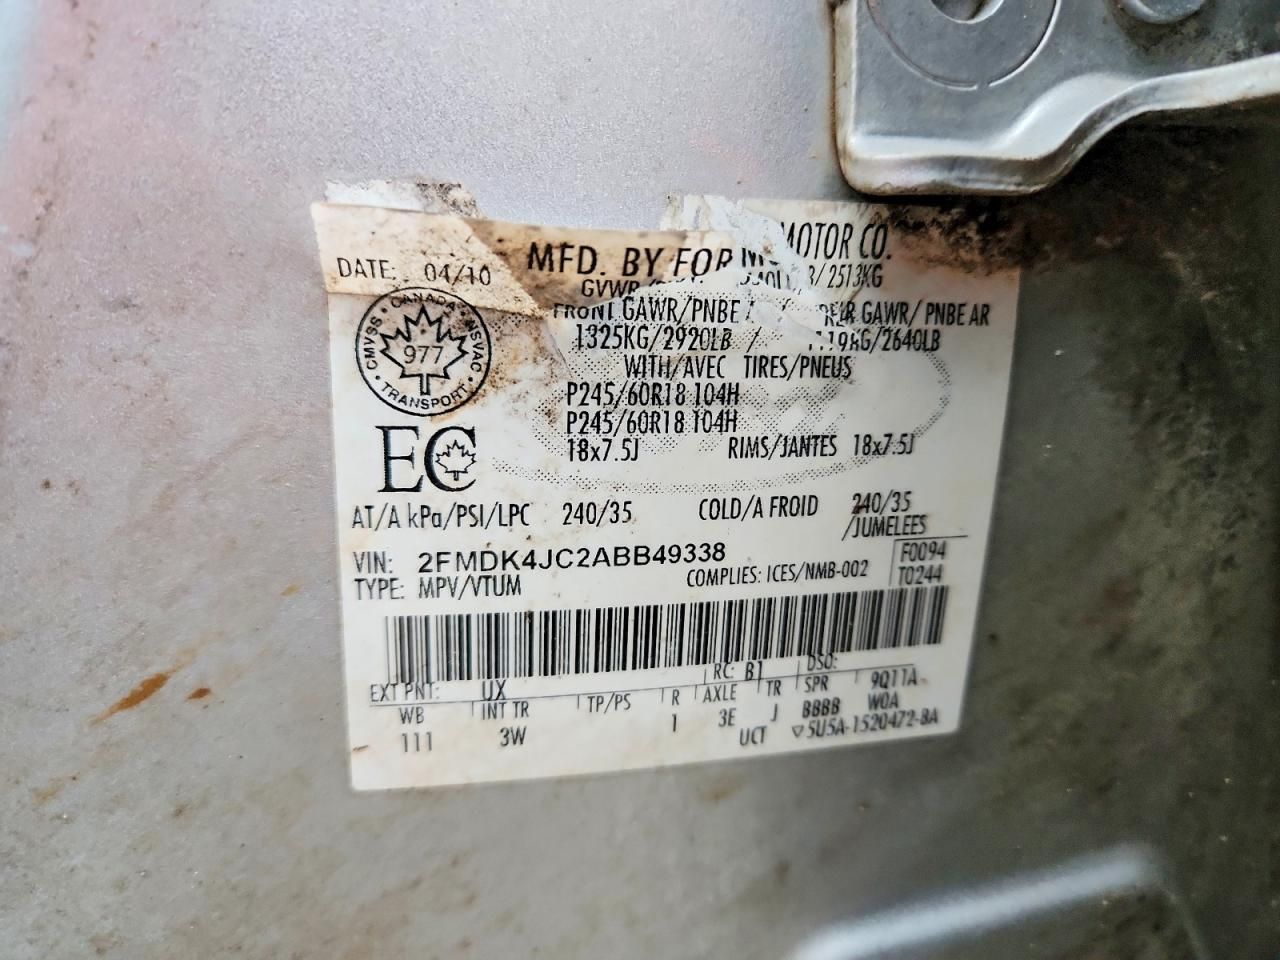 MFD. BY FOR MOTOR CO.
DATE: 04/10
GVWR /2513KG
FRONT GAWR/PNBE GAWR/ PNBE AR
1325KG/2920LB / KG/2640LB
WITH/AVEC TIRES/PNEUS
P245/60R18 104H
P245/60R18 104H
18x7.5J RIMS/JANTES 18x7.5J
CMVSS • CANADA • NSVAC • TRANSPORT
977
EC
AT/A kPa/PSI/LPC 240/35 COLD/A FROID 240/35
/JUMELEES
VIN: 2FMDK4JC2ABB49338 F0094
TYPE: MPV/VTUM COMPLIES: ICES/NMB-002 T0244
RC: B1 DSO:
EXT PNT: UX 9Q11A
WB INT TR TP/PS R AXLE TR SPR W0A
111 3W 1 3E J BBBB
UCT ▽5U5A-1520472-BA